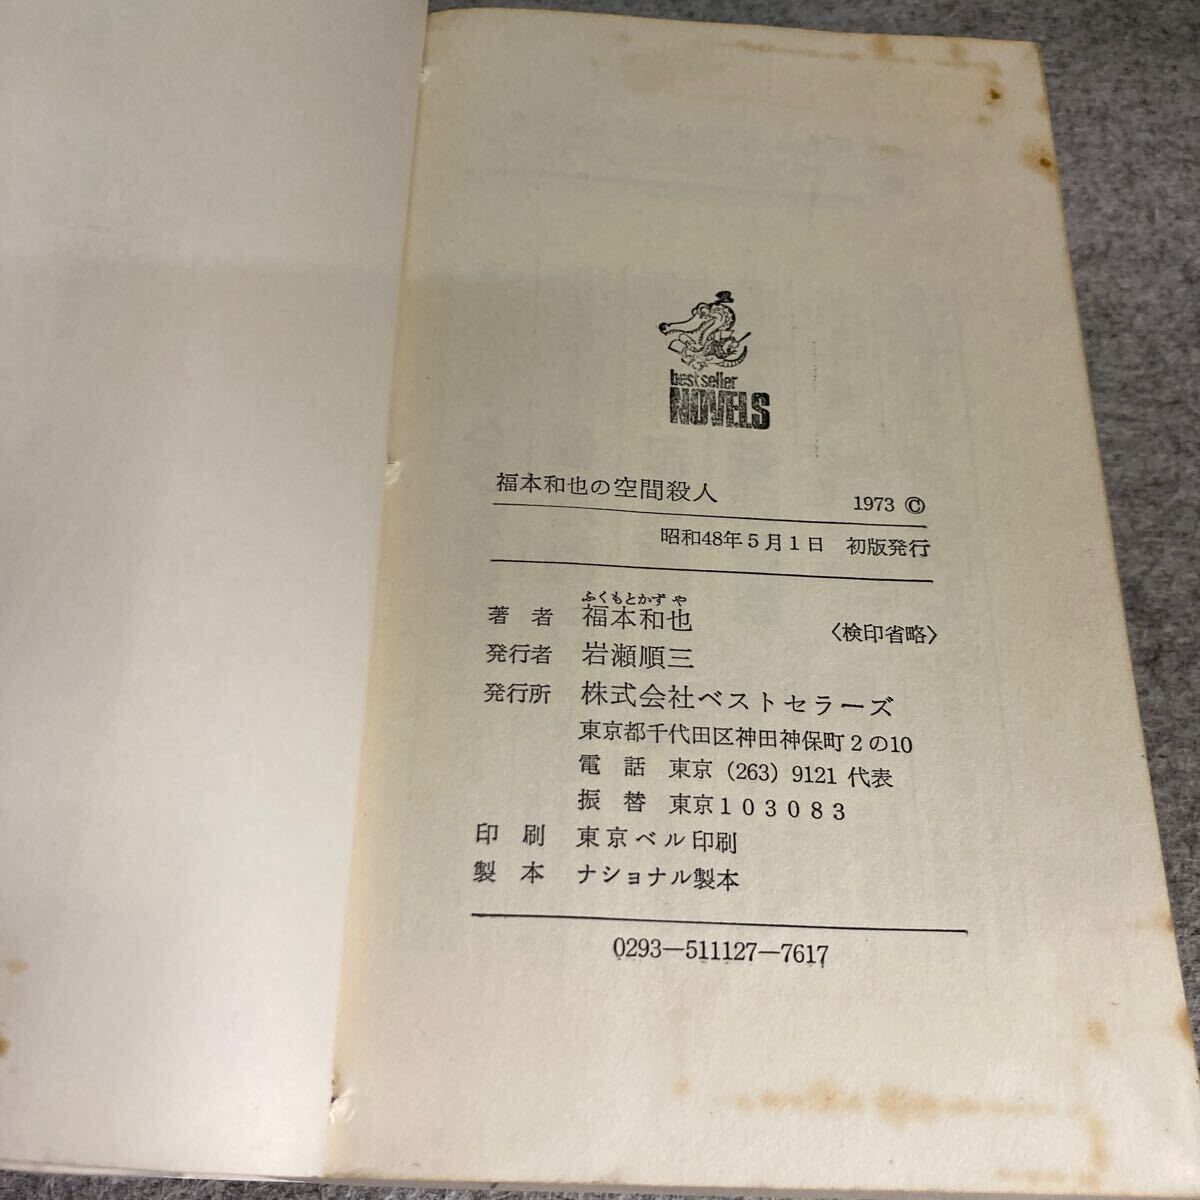 best seller
NOVELS
福本和也の空間殺人 1973 ©
昭和48年5月1日 初版発行
ふくもとかずや
著者 福本和也 〈検印省略〉
発行者 岩瀬順三
発行所 株式会社ベストセラーズ
東京都千代田区神田神保町2の10
電話 東京(263)9121代表
振替 東京103083
印刷 東京ベル印刷
製本 ナショナル製本
0293—511127—7617